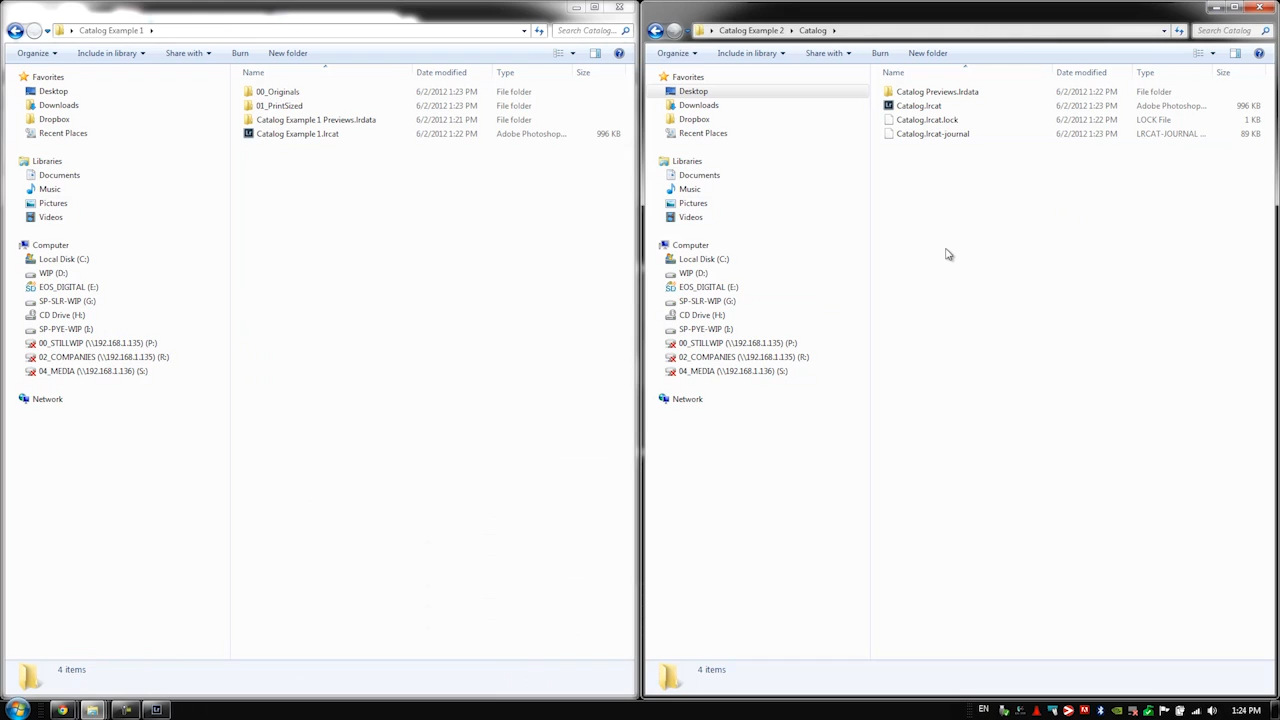 Catalog Example 1
Search Catalog...
Organize
Include in library
Share with
Burn
New folder
Name
Date modified
Type
Size
Favorites
Desktop
Downloads
Dropbox
Recent Places
Libraries
Documents
Music
Pictures
Videos
Computer
Local Disk (C:)
WIP (D:)
EOS_DIGITAL (E:)
SP-SLR-WIP (G:)
CD Drive (H:)
SP-PYE-WIP (I:)
00_STILLWIP (\\192.168.1.135) (P:)
02_COMPANIES (\\192.168.1.135) (R:)
04_MEDIA (\\192.168.1.136) (S:)
Network
00_Originals 6/2/2012 1:23 PM File folder
01_PrintSized 6/2/2012 1:23 PM File folder
Catalog Example 1 Previews.lrdata 6/2/2012 1:21 PM File folder
Catalog Example 1.lrcat 6/2/2012 1:22 PM Adobe Photoshop... 996 KB
4 items
Catalog Example 2 Catalog
Search Catalog
Organize
Include in library
Share with
Burn
New folder
Name
Date modified
Type
Size
Favorites
Desktop
Downloads
Dropbox
Recent Places
Libraries
Documents
Music
Pictures
Videos
Computer
Local Disk (C:)
WIP (D:)
EOS_DIGITAL (E:)
SP-SLR-WIP (G:)
CD Drive (H:)
SP-PYE-WIP (I:)
00_STILLWIP (\\192.168.1.135) (P:)
02_COMPANIES (\\192.168.1.135) (R:)
04_MEDIA (\\192.168.1.136) (S:)
Network
Catalog Previews.lrdata 6/2/2012 1:22 PM File folder
Catalog.lrcat 6/2/2012 1:23 PM Adobe Photoshop... 996 KB
Catalog.lrcat.lock 6/2/2012 1:22 PM LOCK File 1 KB
Catalog.lrcat-journal 6/2/2012 1:23 PM LRCAT-JOURNAL ... 89 KB
4 items
EN
1:24 PM